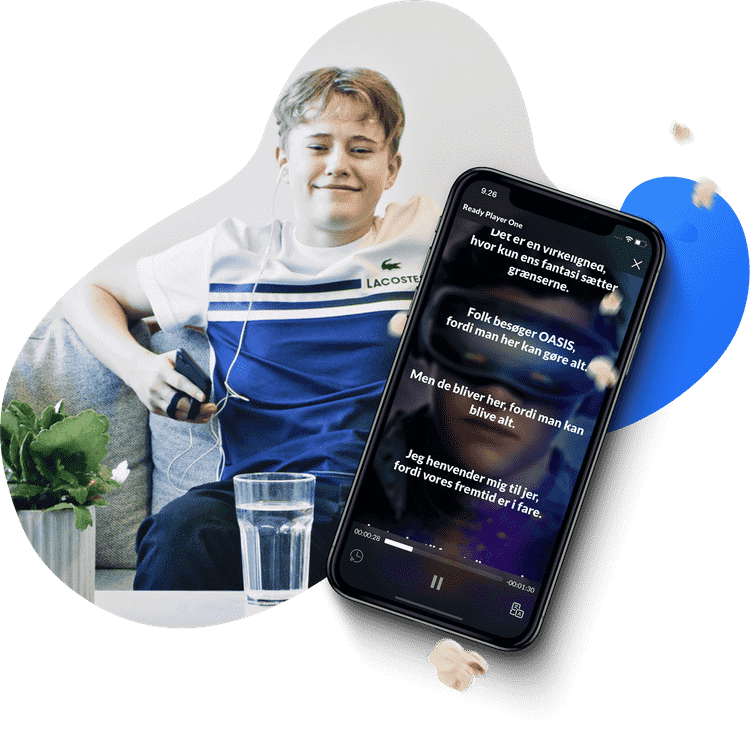 LACOSTE
9.26
Ready Player One
Det er en virkelighed,
hvor kun ens fantasi sætter
grænserne.
Folk besøger OASIS,
fordi man her kan gøre alt.
Men de bliver her, fordi man kan
blive alt.
Jeg henvender mig til jer,
fordi vores fremtid er i fare.
00:00:28
-00:01:30